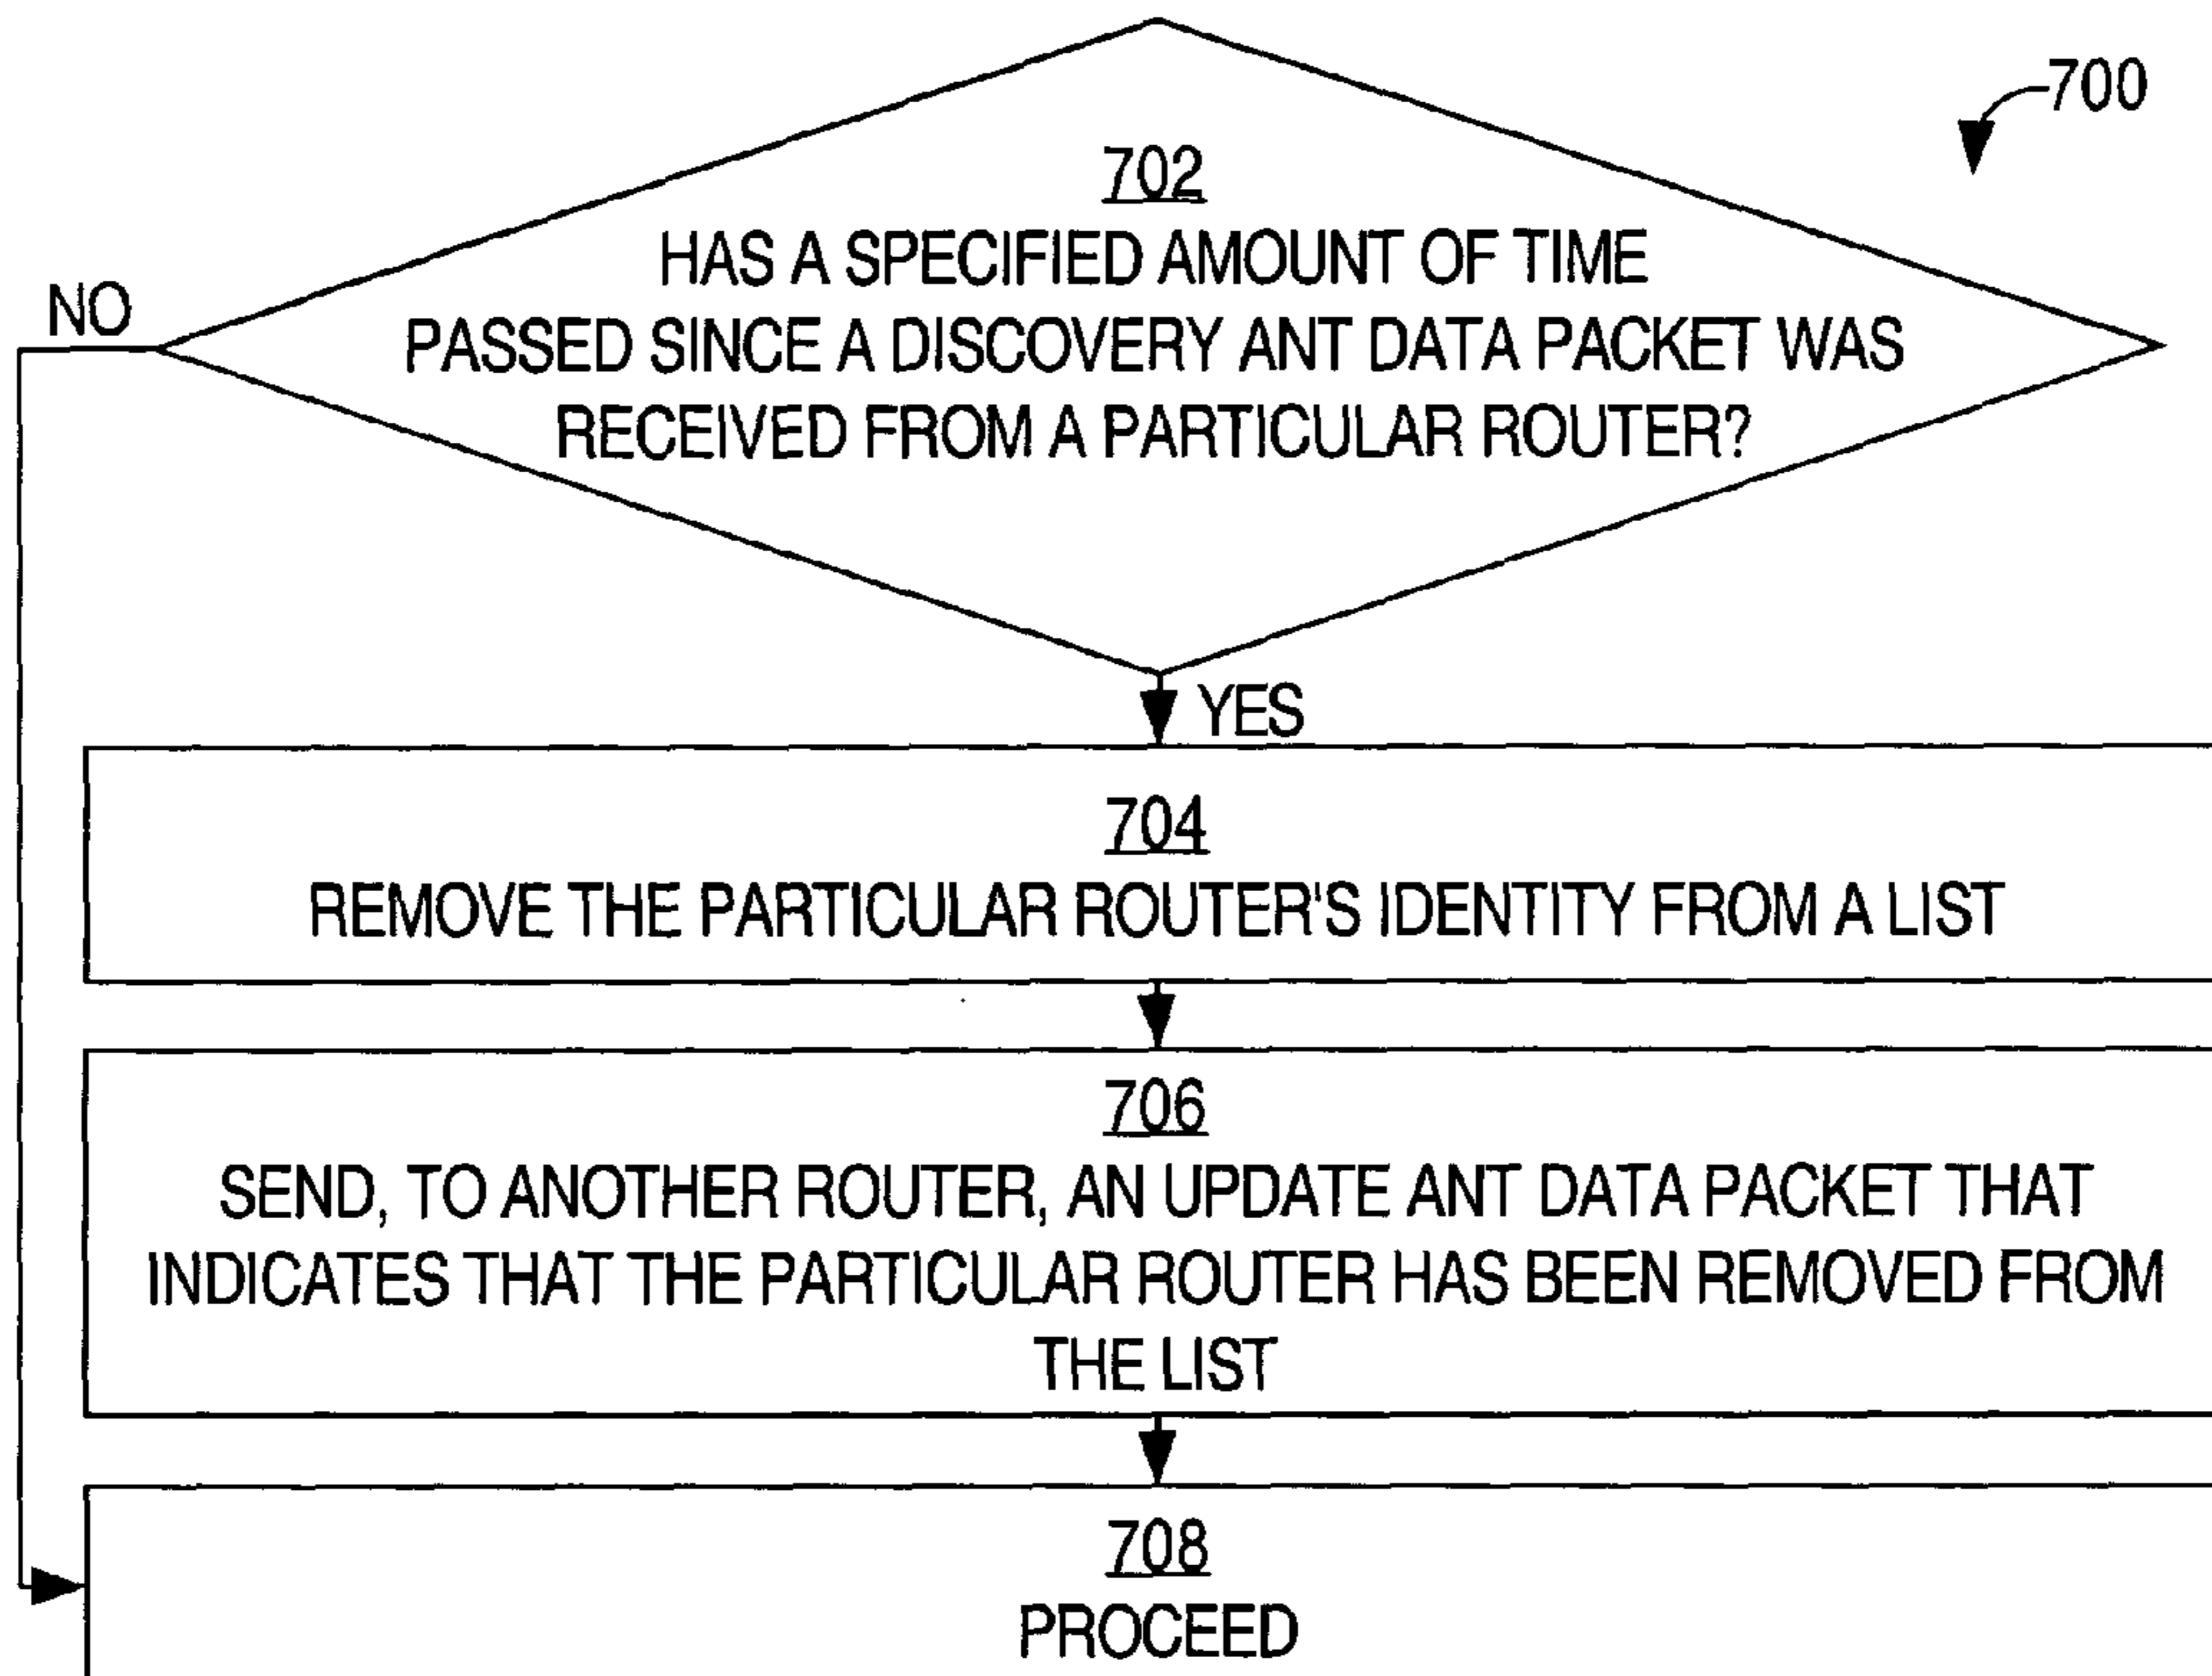 700
702
HAS A SPECIFIED AMOUNT OF TIME
PASSED SINCE A DISCOVERY ANT DATA PACKET WAS
RECEIVED FROM A PARTICULAR ROUTER?
NO
YES
704
REMOVE THE PARTICULAR ROUTER'S IDENTITY FROM A LIST
706
SEND, TO ANOTHER ROUTER, AN UPDATE ANT DATA PACKET THAT
INDICATES THAT THE PARTICULAR ROUTER HAS BEEN REMOVED FROM
THE LIST
708
PROCEED